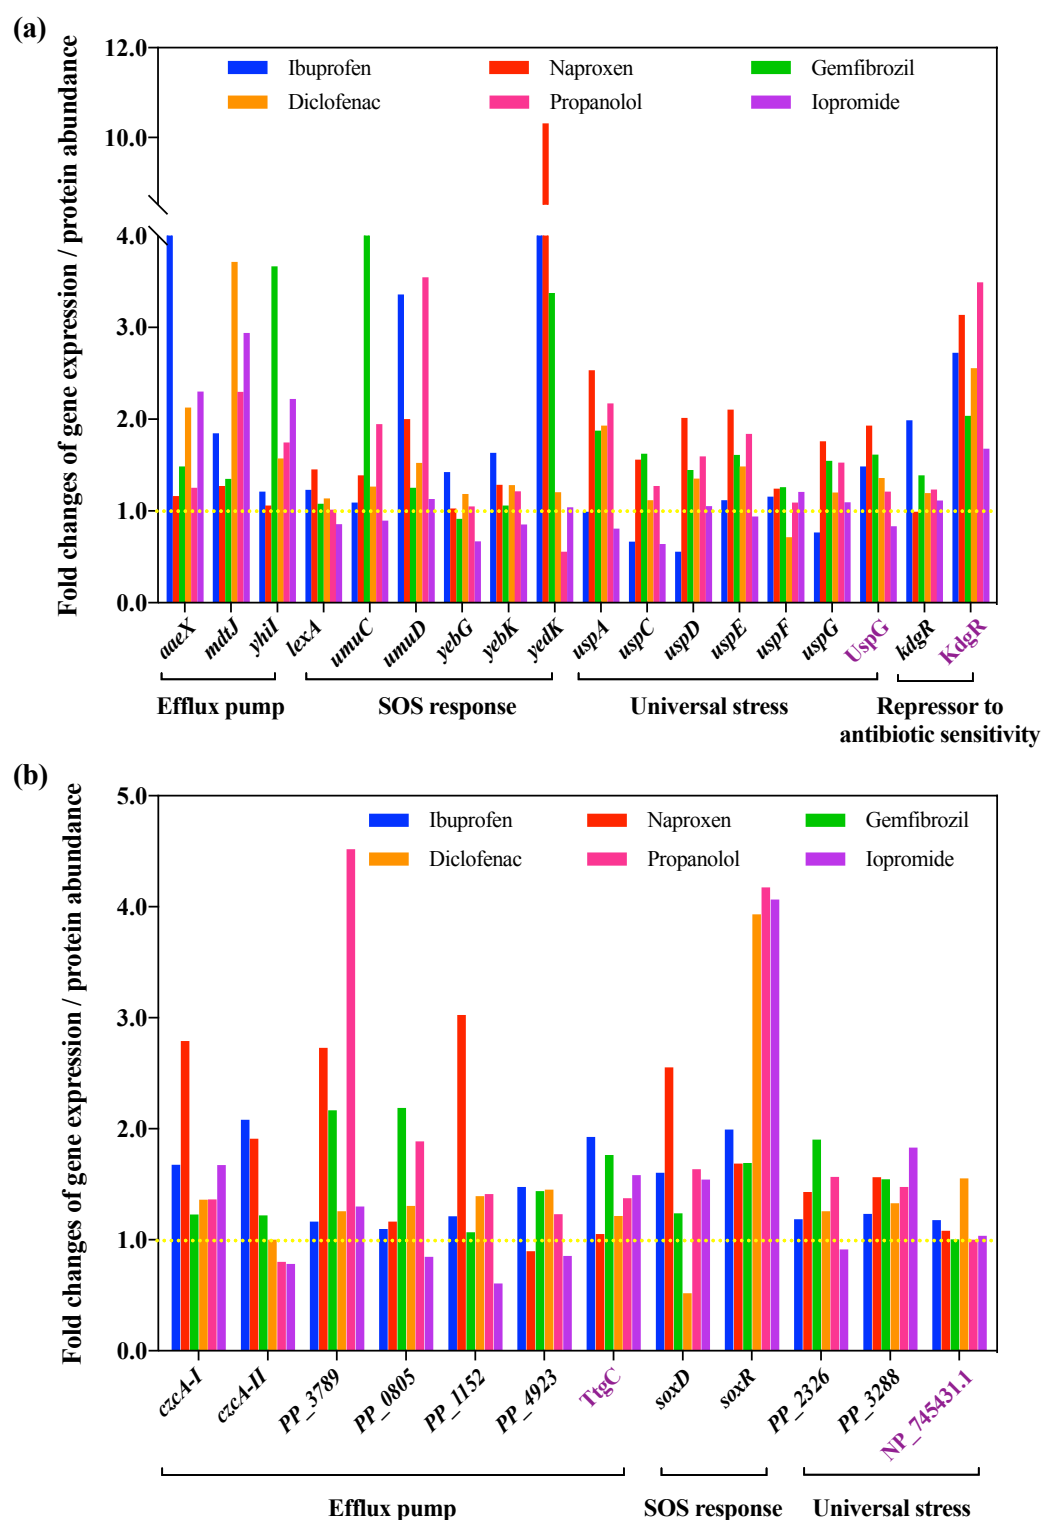 (a)
Fold changes of gene expression / protein abundance
12.0
10.0
4.0
3.0
2.0
1.0
0.0
Ibuprofen
Naproxen
Gemfibrozil
Diclofenac
Propanolol
Iopromide
aaeX
mdtJ
yhiI
lexA
umuC
umuD
yebG
yebK
yedK
uspA
uspC
uspD
uspE
uspF
uspG
UspG
kdgR
KdgR
Efflux pump
SOS response
Universal stress
Repressor to
antibiotic sensitivity
(b)
Fold changes of gene expression / protein abundance
5.0
4.0
3.0
2.0
1.0
0.0
Ibuprofen
Naproxen
Gemfibrozil
Diclofenac
Propanolol
Iopromide
czcA-I
czcA-II
PP_3789
PP_0805
PP_1152
PP_4923
TtgC
soxD
soxR
PP_2326
PP_3288
NP_745431.1
Efflux pump
SOS response
Universal stress